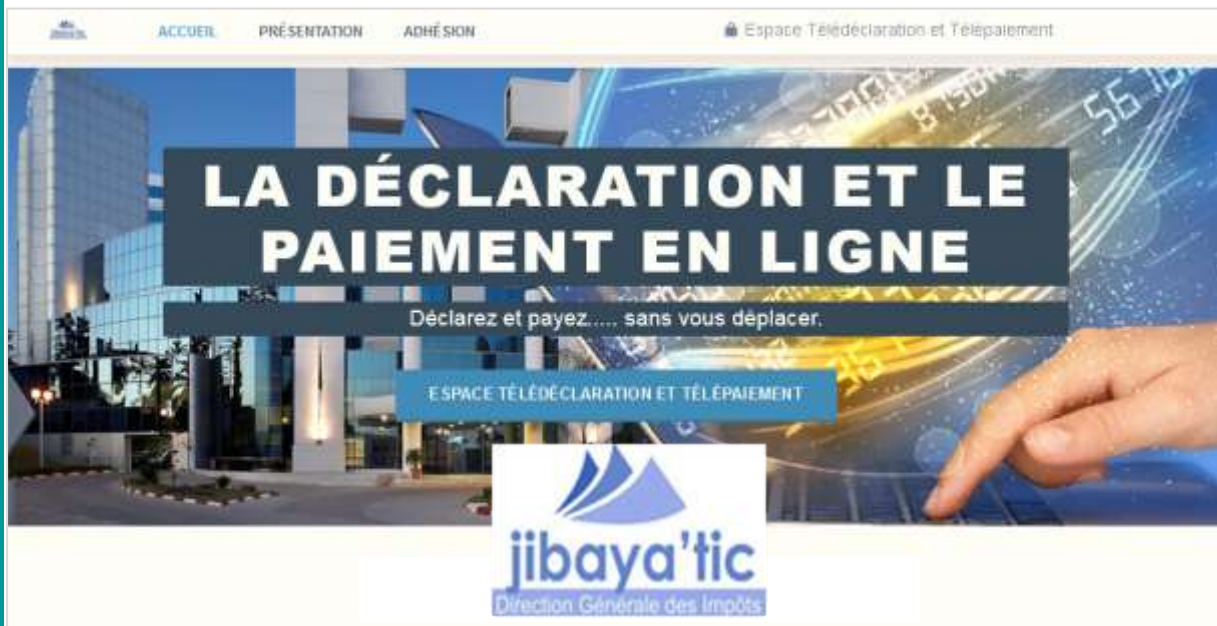 ACCUEIL PRÉSENTATION ADHÉSION Espace Télédéclaration et Télépaiement
LA DÉCLARATION ET LE
PAIEMENT EN LIGNE
Déclarez et payez..... sans vous déplacer.
ESPACE TÉLÉDÉCLARATION ET TÉLÉPAIEMENT
jibaya'tic
Direction Générale des Impôts